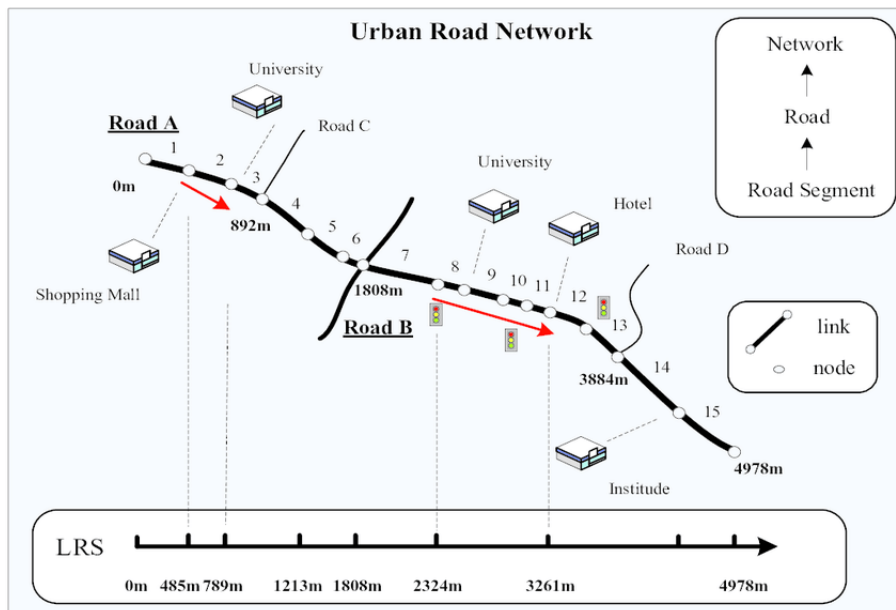 Urban Road Network
Network
Road
Road Segment
University
Road A
Road C
1
2
3
0m
892m
4
5
6
Shopping Mall
University
Hotel
Road D
7
1808m
Road B
8
9
10
11
12
13
3884m
14
15
4978m
Institude
link
node
LRS
0m 485m 789m 1213m 1808m 2324m 3261m 4978m